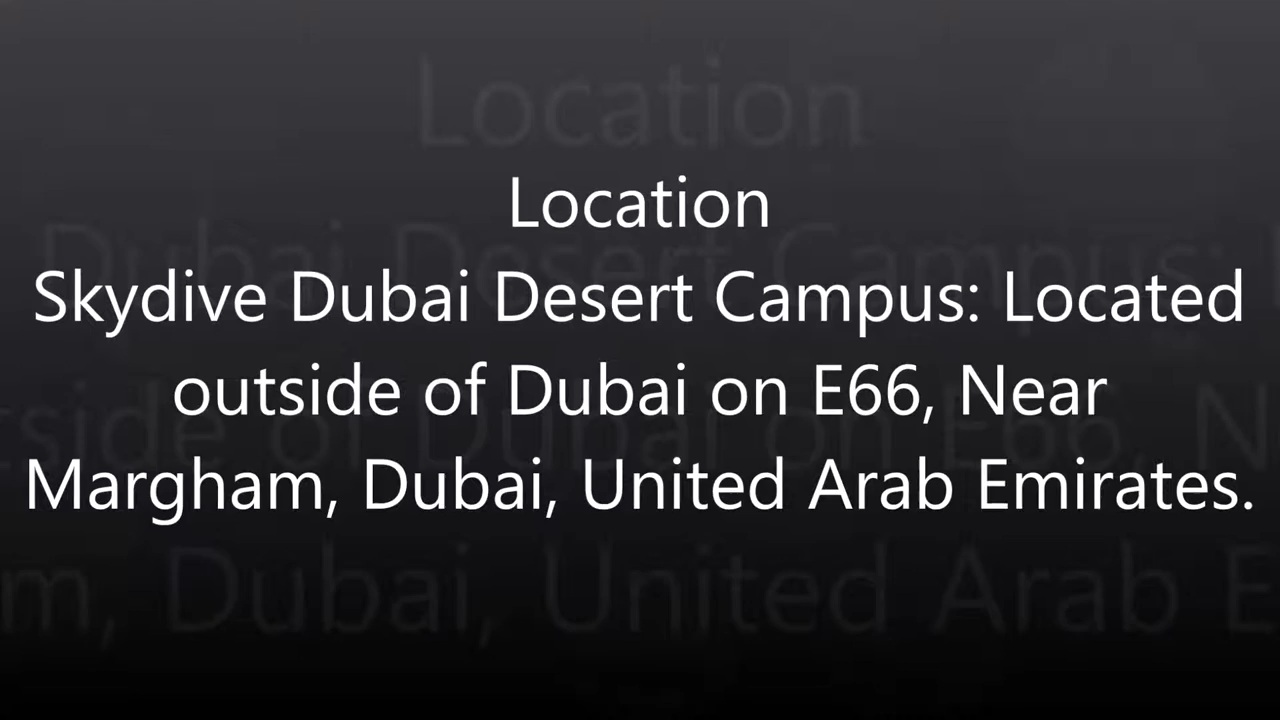 Location
Skydive Dubai Desert Campus: Located
outside of Dubai on E66, Near
Margham, Dubai, United Arab Emirates.